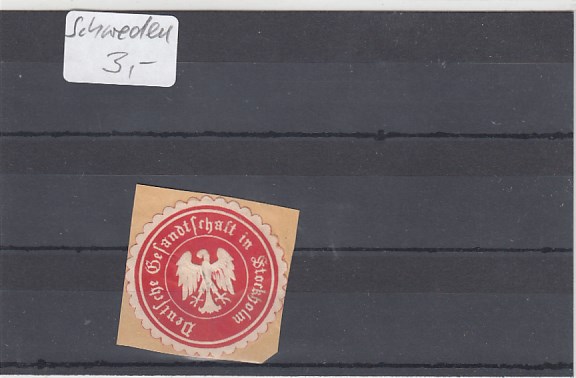 Schweden
3,-
Deutſche Geſandtſchaft in Stockholm